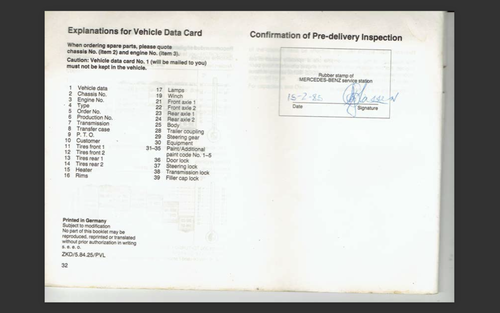 Explanations for Vehicle Data Card
When ordering spare parts, please quote
chassis No. (Item 2) and engine No. (Item 3).
Caution: Vehicle data card No. 1 (will be mailed to you)
must not be kept in the vehicle.
1 Vehicle data
2 Chassis No.
3 Engine No.
4 Type
5 Order No.
6 Production No.
7 Transmission
8 Transfer case
9 P. T. O.
10 Customer
11 Tires front 1
12 Tires front 2
13 Tires rear 1
14 Tires rear 2
15 Heater
16 Rims
17 Lamps
19 Winch
21 Front axle 1
22 Front axle 2
23 Rear axle 1
24 Rear axle 2
25 Body
28 Trailer coupling
29 Steering gear
30 Equipment
31–35 Paint/Additional
paint code No. 1–5
36 Door lock
37 Steering lock
38 Transmission lock
39 Filler cap lock
Printed in Germany
Subject to modification
No part of this booklet may be
reproduced, reprinted or translated
without prior authorization in writing
s. e. e. o.
ZKD/5.84.25/PVL
32
Confirmation of Pre-delivery Inspection
Rubber stamp of
MERCEDES-BENZ service station
Date
Signature